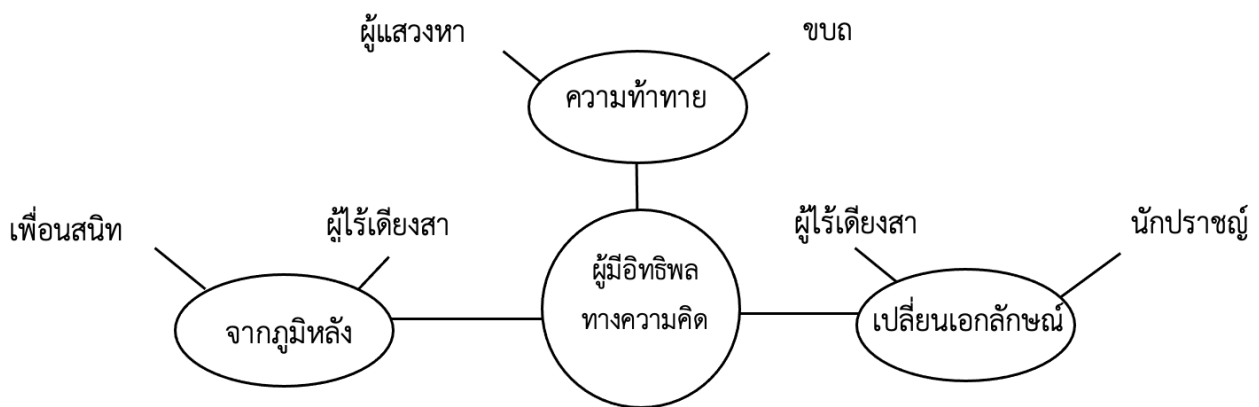 ผู้แสวงหา
ขบถ
ความท้าทาย
เพื่อนสนิท
ผู้ไร้เดียงสา
ผู้ไร้เดียงสา
นักปราชญ์
ผู้มีอิทธิพล
ทางความคิด
จากภูมิหลัง
เปลี่ยนเอกลักษณ์